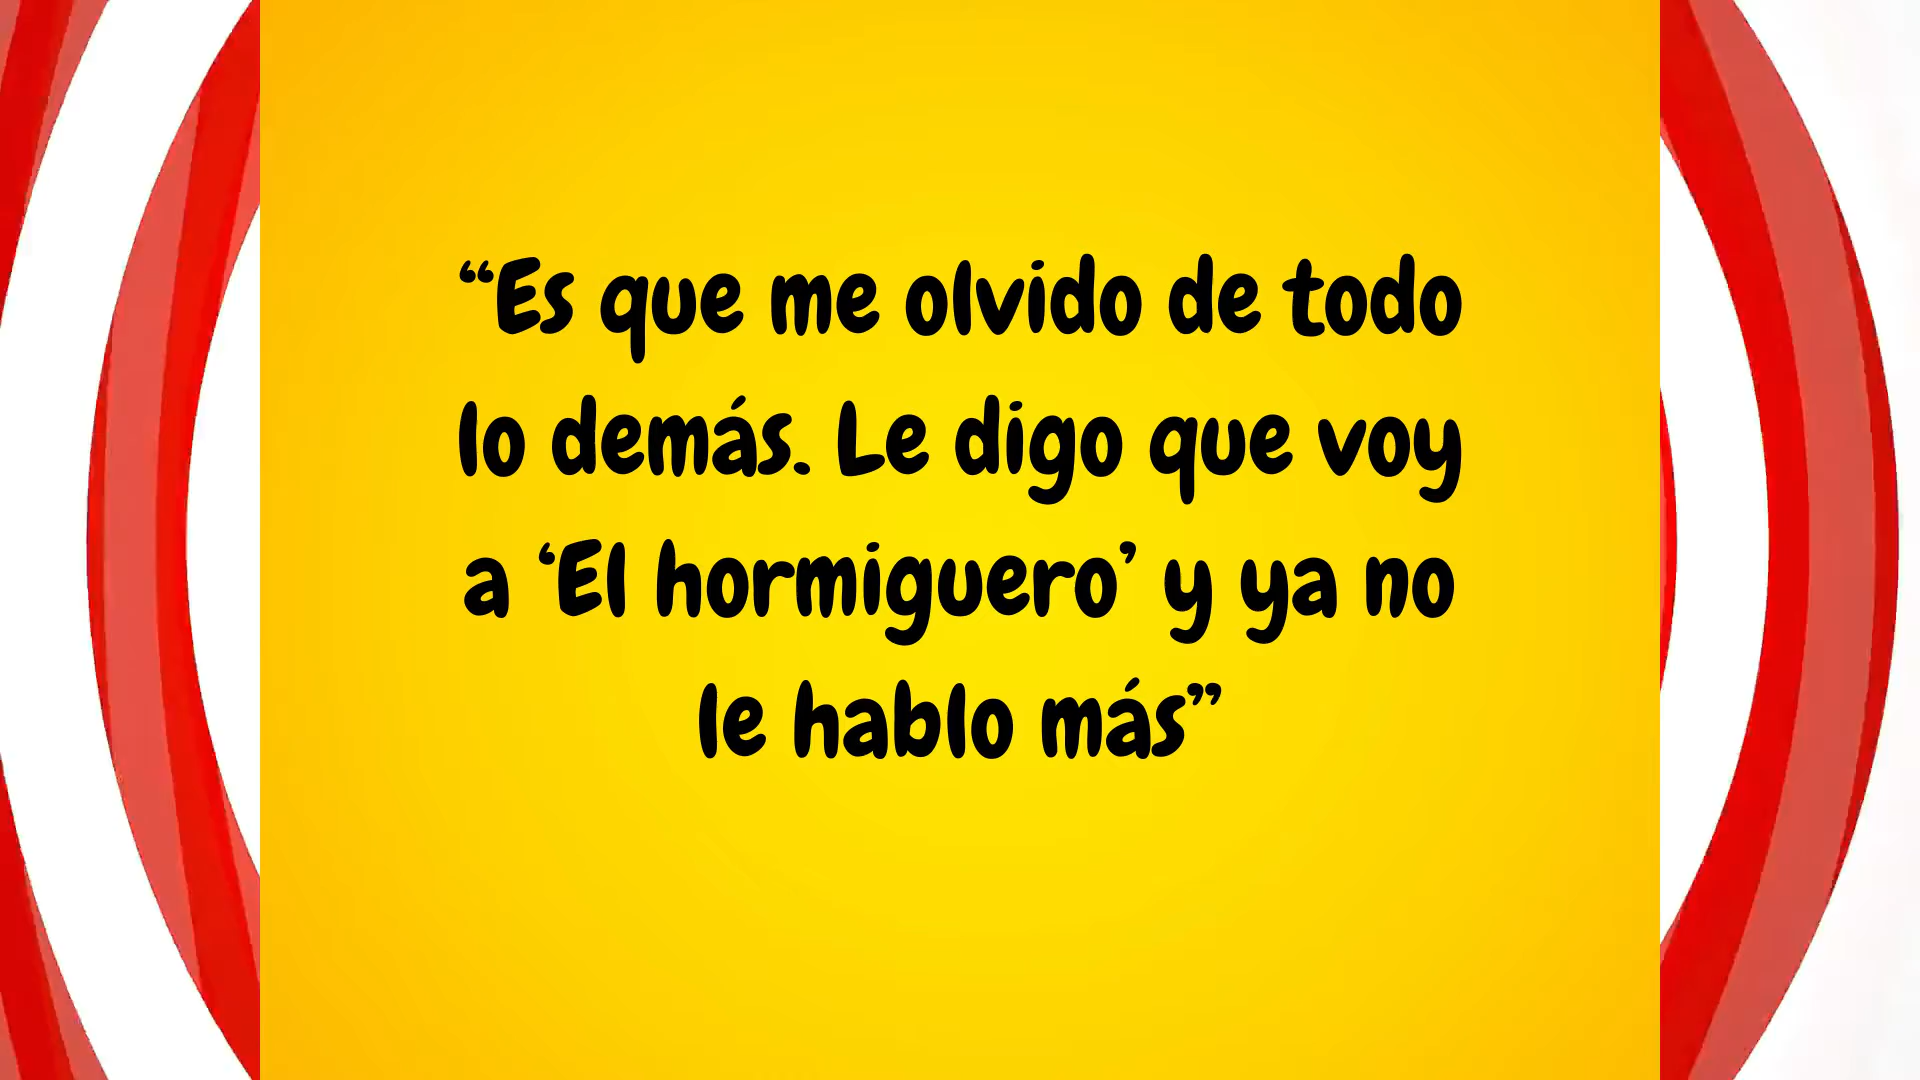 “Es que me olvido de todo
lo demás. Le digo que voy
a ‘El hormiguero’ y ya no
le hablo más”